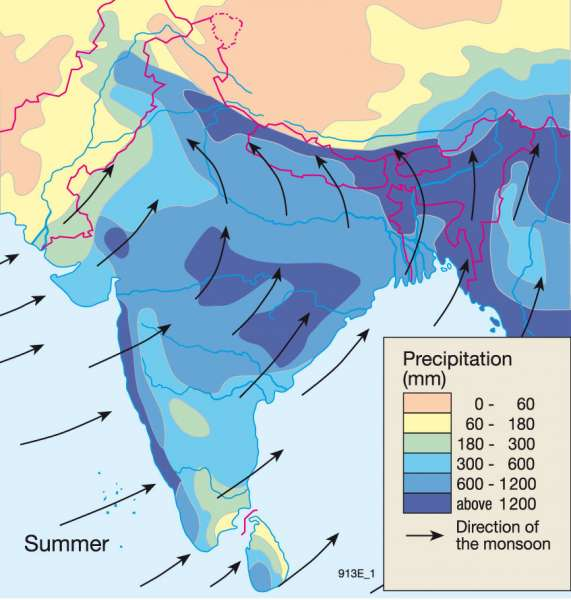 Summer
913E_1
Precipitation
(mm)
0 - 60
60 - 180
180 - 300
300 - 600
600 - 1200
above 1200
Direction of
the monsoon